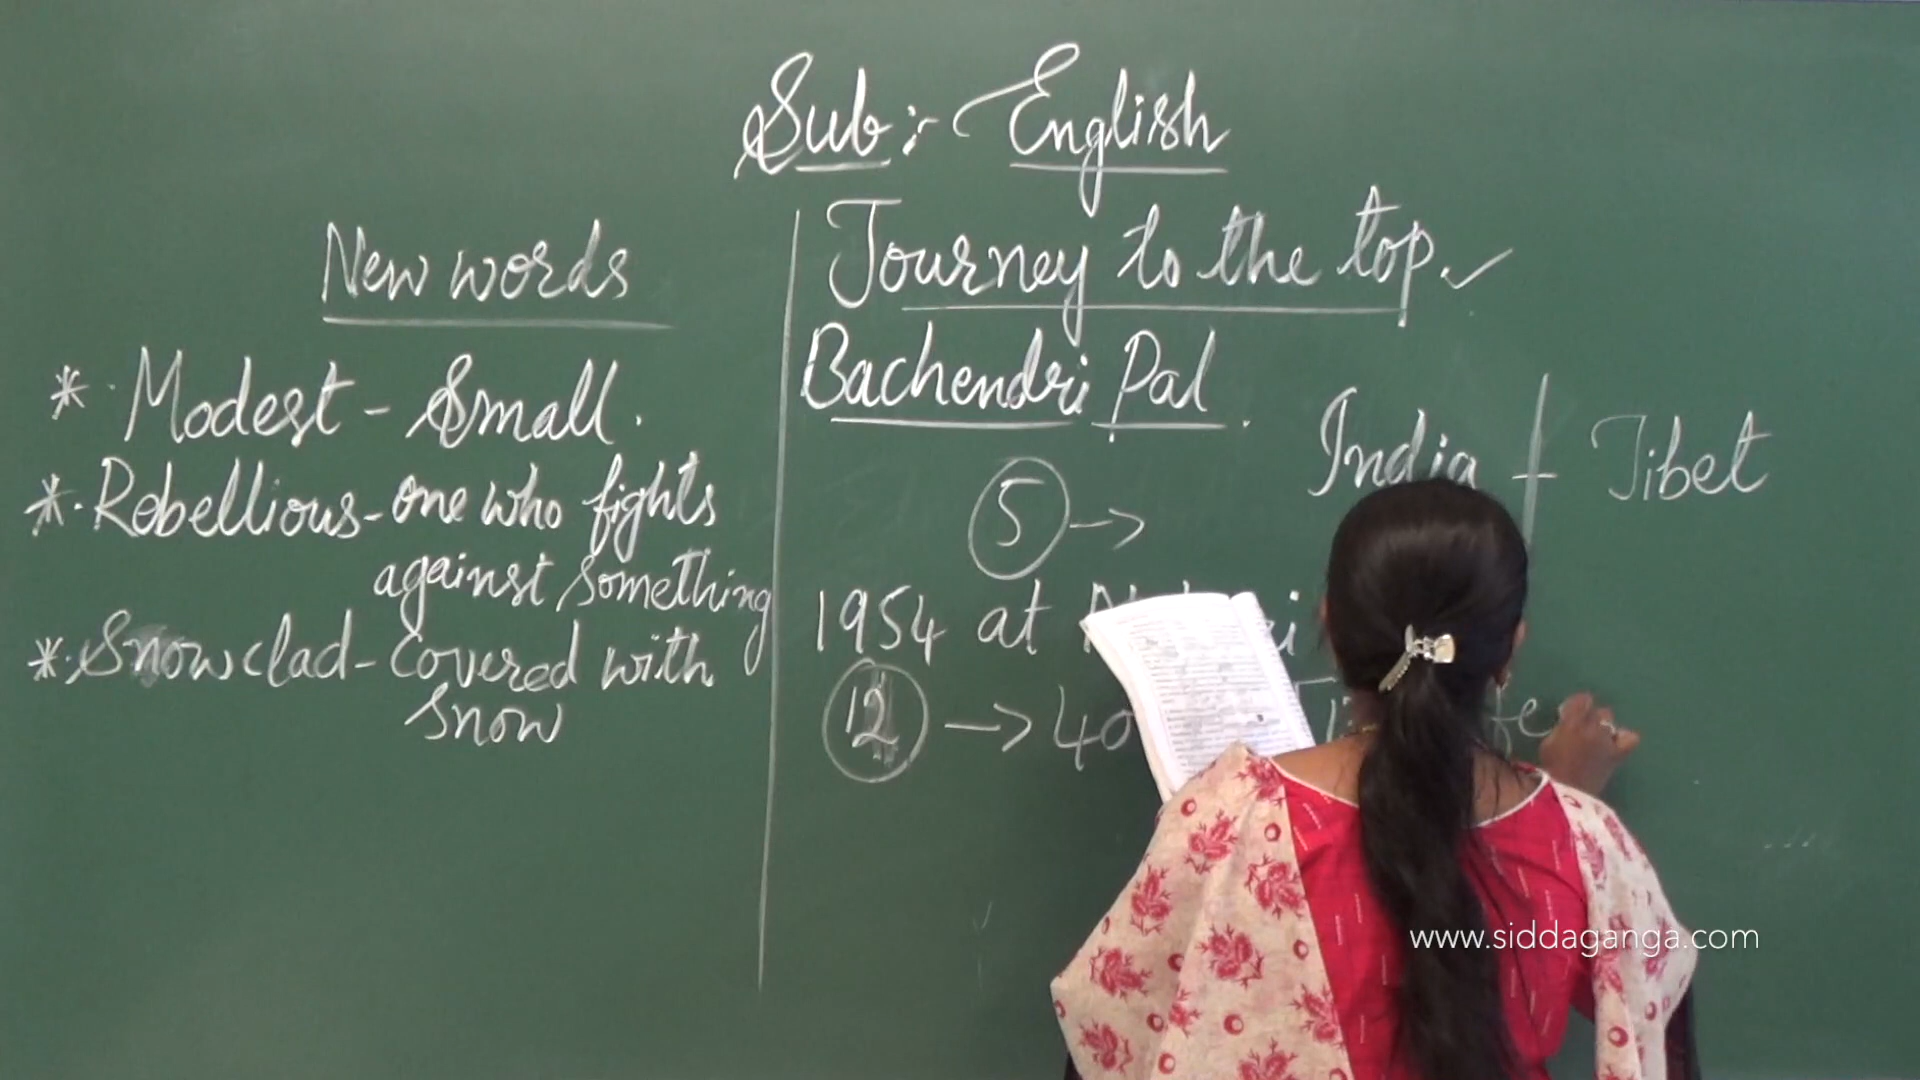 Sub:- English
New words
* Modest - Small.
* Rebellious - one who fights
against something
* Snowclad - Covered with
snow
Journey to the top.
Bachendri Pal.
India - Tibet
5 ->
1954 at
12 -> 40
www.siddaganga.com